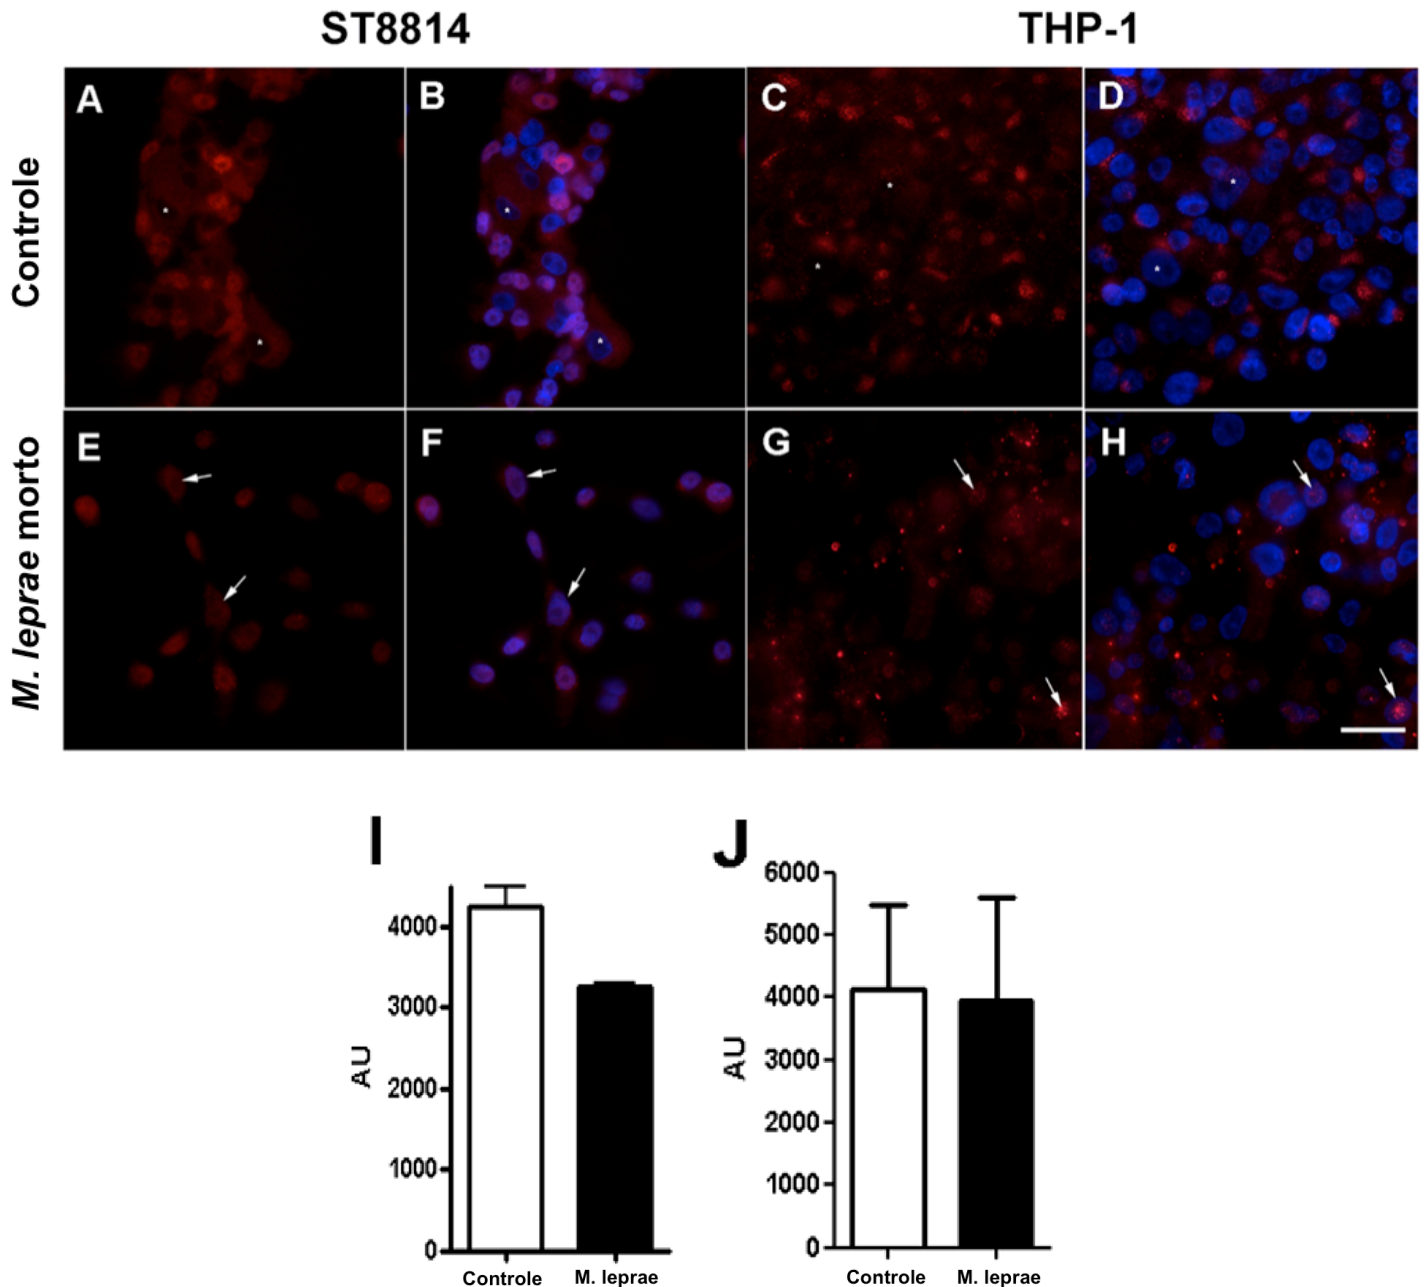 ST8814 THP-1
Controle
A B C D
* * * *
* * * *
M. leprae morto
E F G H
I J
4000
3000
2000
1000
0
AU
Controle M. leprae
6000
5000
4000
3000
2000
1000
0
AU
Controle M. leprae